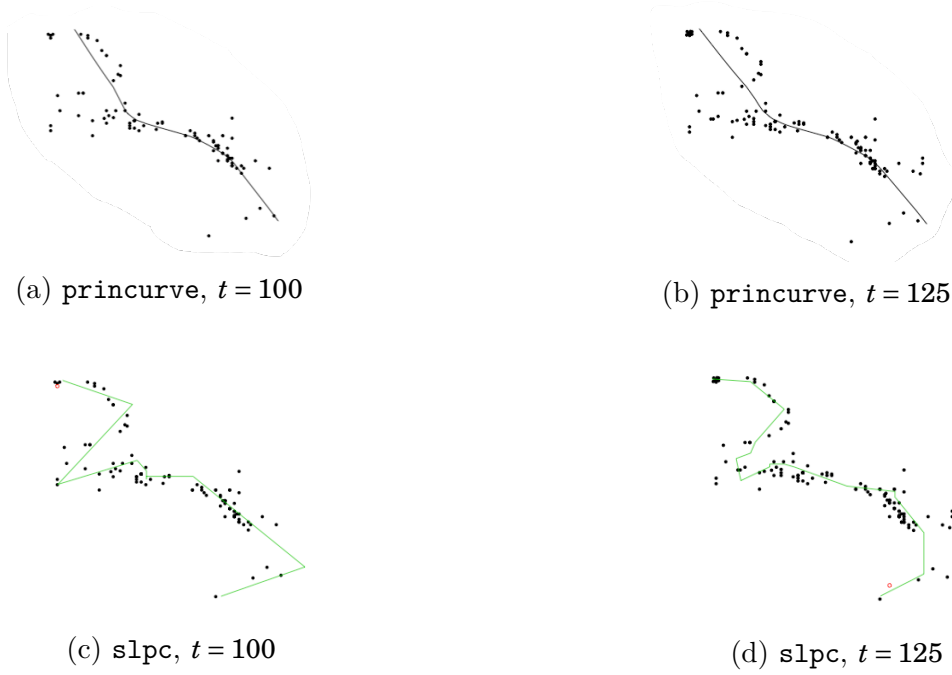 (a) princurve, t = 100
(b) princurve, t = 125
(c) slpc, t = 100
(d) slpc, t = 125